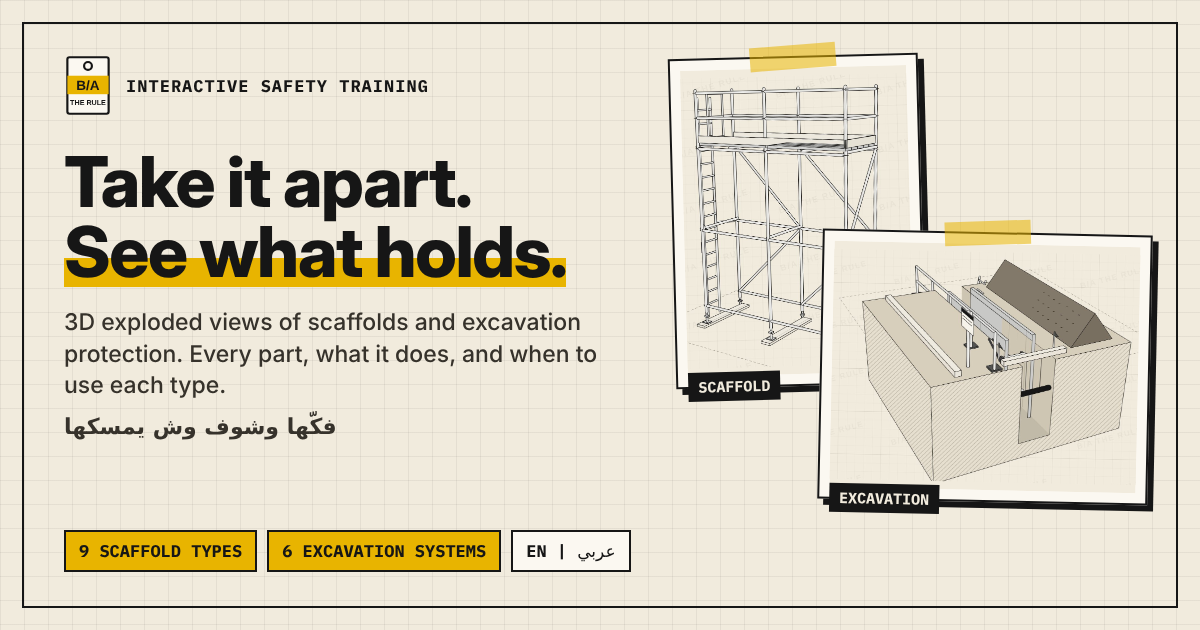 B/A
THE RULE
INTERACTIVE SAFETY TRAINING
Take it apart.
See what holds.
3D exploded views of scaffolds and excavation
protection. Every part, what it does, and when to
use each type.
فكّها وشوف وش يمسكها
9 SCAFFOLD TYPES
6 EXCAVATION SYSTEMS
EN | عربي
SCAFFOLD
EXCAVATION